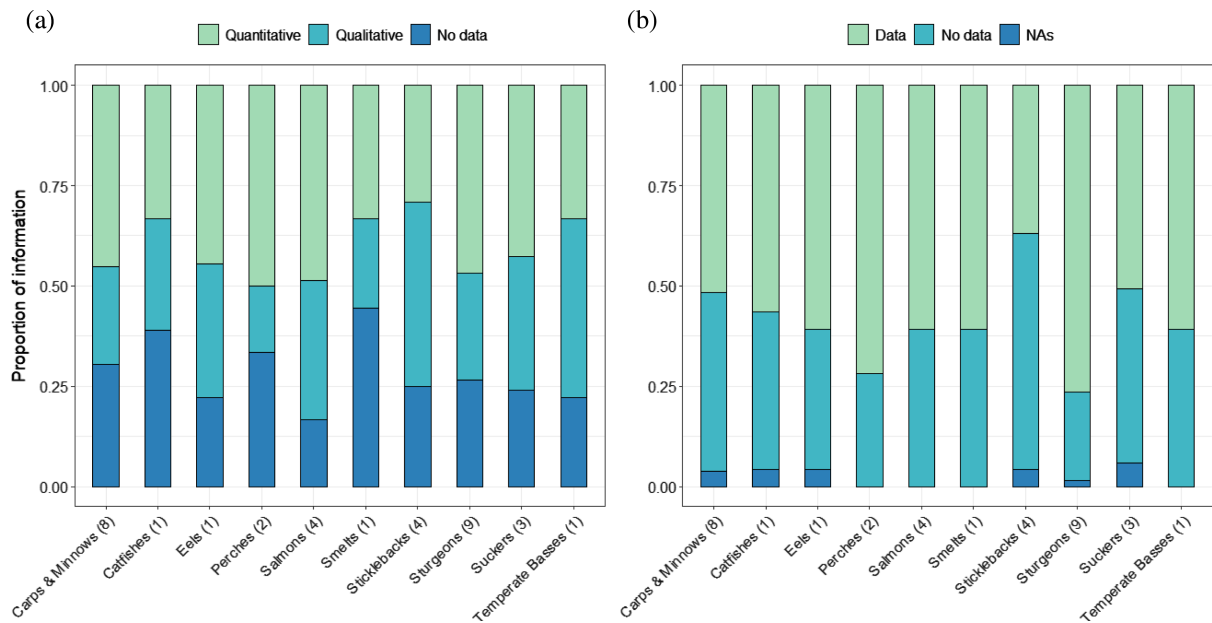 (a)
Quantitative Qualitative No data
Proportion of information
1.00
0.75
0.50
0.25
0.00
Carps & Minnows (8)
Catfishes (1)
Eels (1)
Perches (2)
Salmons (4)
Smelts (1)
Sticklebacks (4)
Sturgeons (9)
Suckers (3)
Temperate Basses (1)
(b)
Data No data NAs
1.00
0.75
0.50
0.25
0.00
Carps & Minnows (8)
Catfishes (1)
Eels (1)
Perches (2)
Salmons (4)
Smelts (1)
Sticklebacks (4)
Sturgeons (9)
Suckers (3)
Temperate Basses (1)